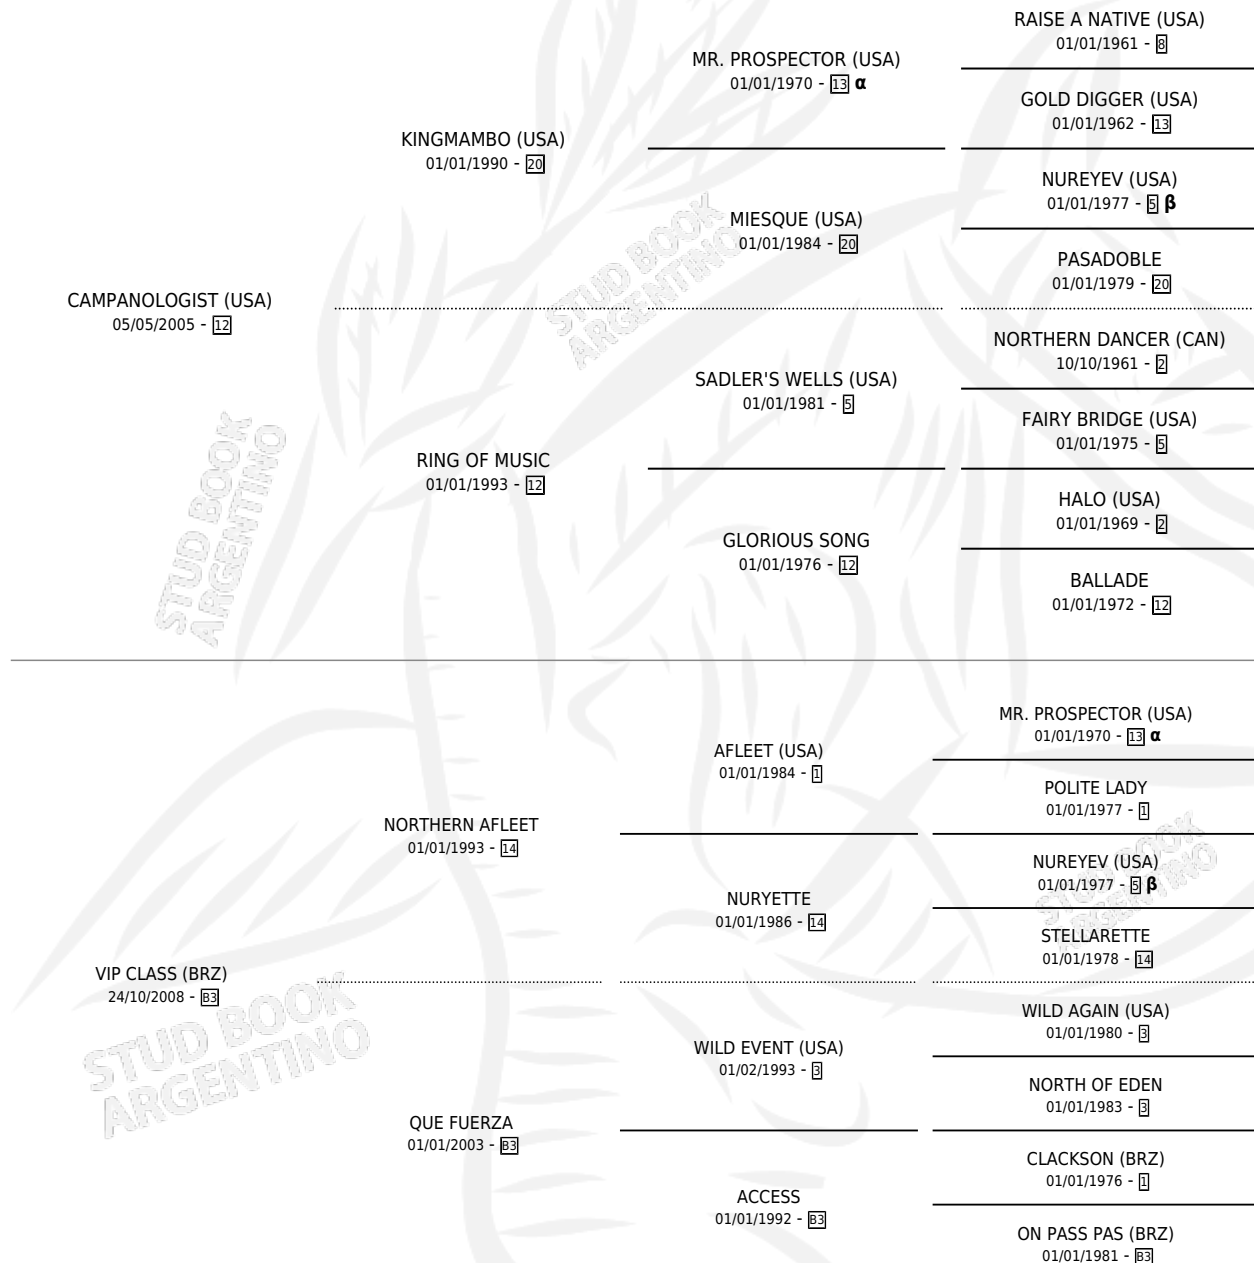 RAISE A NATIVE (USA)
01/01/1961 - 8
MR. PROSPECTOR (USA)
01/01/1970 - 13 α
GOLD DIGGER (USA)
01/01/1962 - 13
KINGMAMBO (USA)
01/01/1990 - 20
NUREYEV (USA)
01/01/1977 - 5 β
MIESQUE (USA)
01/01/1984 - 20
PASADOBLE
01/01/1979 - 20
CAMPANOLOGIST (USA)
05/05/2005 - 12
NORTHERN DANCER (CAN)
10/10/1961 - 2
SADLER'S WELLS (USA)
01/01/1981 - 5
FAIRY BRIDGE (USA)
01/01/1975 - 5
RING OF MUSIC
01/01/1993 - 12
HALO (USA)
01/01/1969 - 2
GLORIOUS SONG
01/01/1976 - 12
BALLADE
01/01/1972 - 12
STUD BOOK
ARGENTINO
STUD BOOK
ARGENTINO
MR. PROSPECTOR (USA)
01/01/1970 - 13 α
AFLEET (USA)
01/01/1984 - 1
POLITE LADY
01/01/1977 - 1
NORTHERN AFLEET
01/01/1993 - 14
NUREYEV (USA)
01/01/1977 - 5 β
NURYETTE
01/01/1986 - 14
STELLARETTE
01/01/1978 - 14
VIP CLASS (BRZ)
24/10/2008 - B3
WILD AGAIN (USA)
01/01/1980 - 3
WILD EVENT (USA)
01/02/1993 - 3
NORTH OF EDEN
01/01/1983 - 3
QUE FUERZA
01/01/2003 - B3
CLACKSON (BRZ)
01/01/1976 - 1
ACCESS
01/01/1992 - B3
ON PASS PAS (BRZ)
01/01/1981 - B3
STUD BOOK
ARGENTINO
STUD BOOK
ARGENTINO